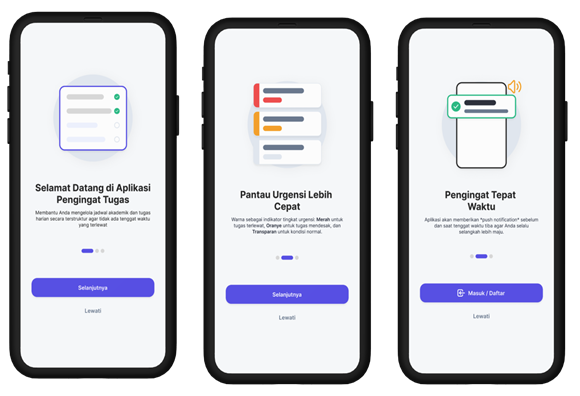 Selamat Datang di Aplikasi
Pengingat Tugas
Membantu Anda mengelola jadwal akademik dan tugas
harian secara terstruktur agar tidak ada tenggat waktu
yang terlewat
Selanjutnya
Lewati
Pantau Urgensi Lebih
Cepat
Warna sebagai indikator tingkat urgensi: Merah untuk
tugas terlewat, Oranye untuk tugas mendesak, dan
Transparan untuk kondisi normal.
Selanjutnya
Lewati
Pengingat Tepat
Waktu
Aplikasi akan memberikan "push notification" sebelum
dan saat tenggat waktu tiba agar Anda selalu
selangkah lebih maju.
Masuk / Daftar
Lewati